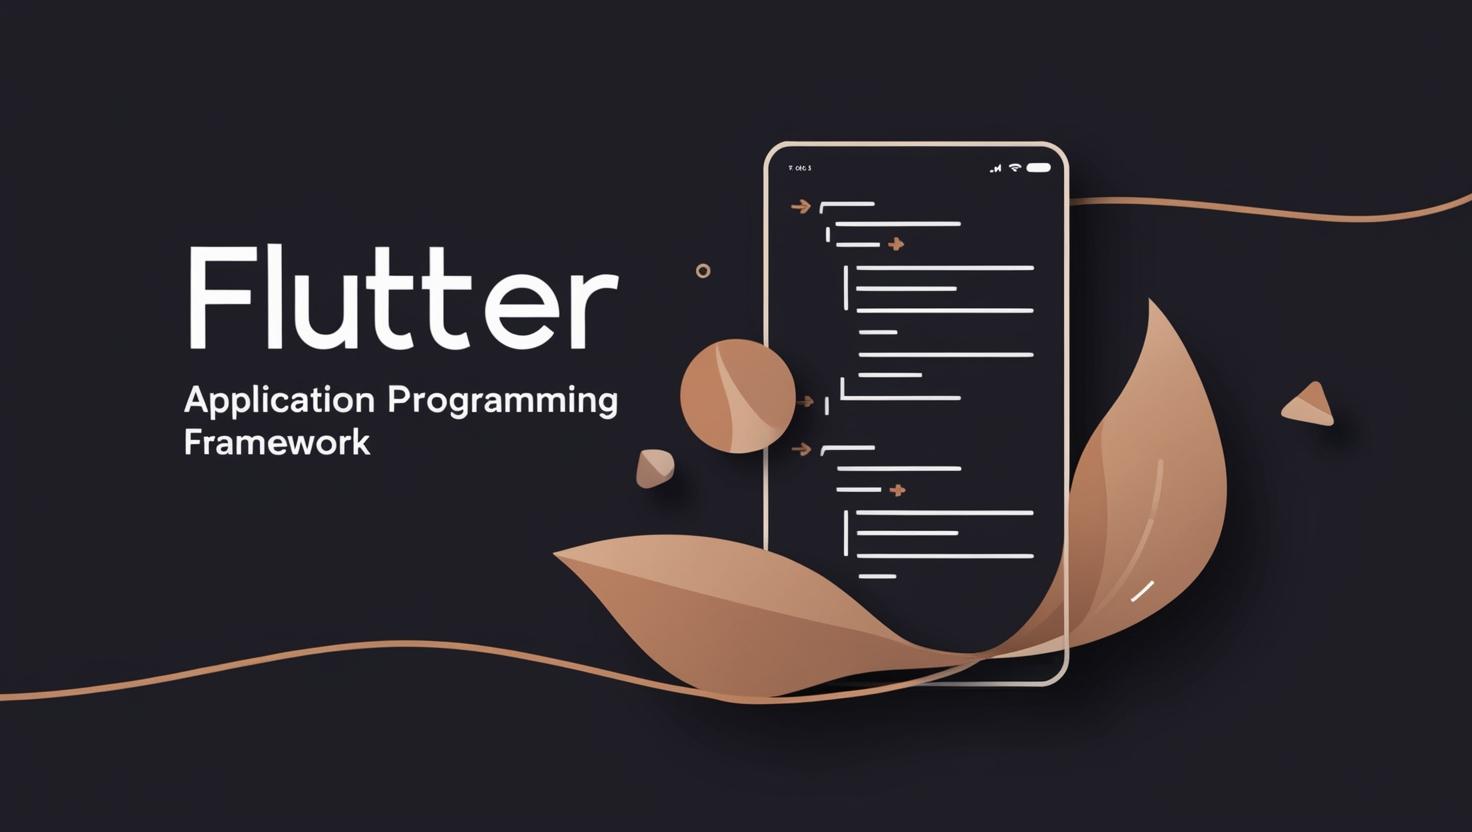 Flutter
Application Programming
Framework